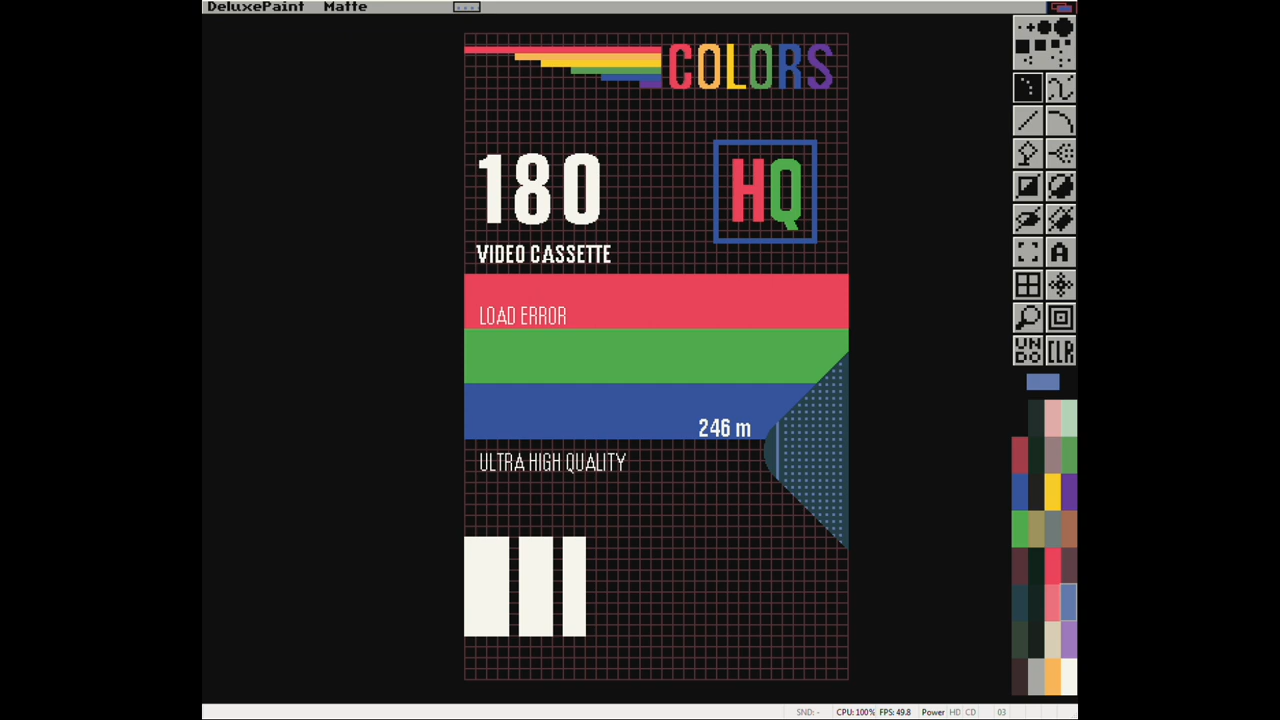 DeluxePaint Matte
COLORS
180
HQ
VIDEO CASSETTE
LOAD ERROR
246 m
ULTRA HIGH QUALITY
A
UN
DO
CLR
SND: - CPU: 100% FPS: 49.8 Power HD CD 03